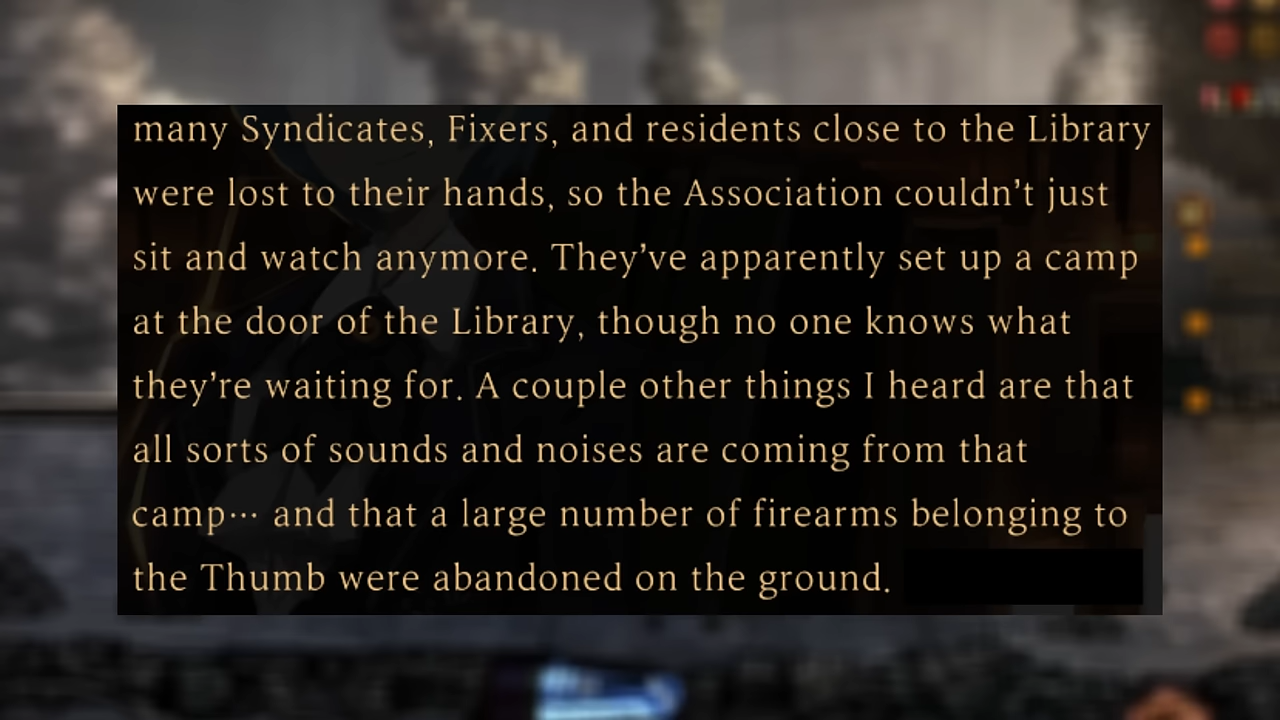 many Syndicates, Fixers, and residents close to the Library
were lost to their hands, so the Association couldn’t just
sit and watch anymore. They’ve apparently set up a camp
at the door of the Library, though no one knows what
they’re waiting for. A couple other things I heard are that
all sorts of sounds and noises are coming from that
camp··· and that a large number of firearms belonging to
the Thumb were abandoned on the ground.